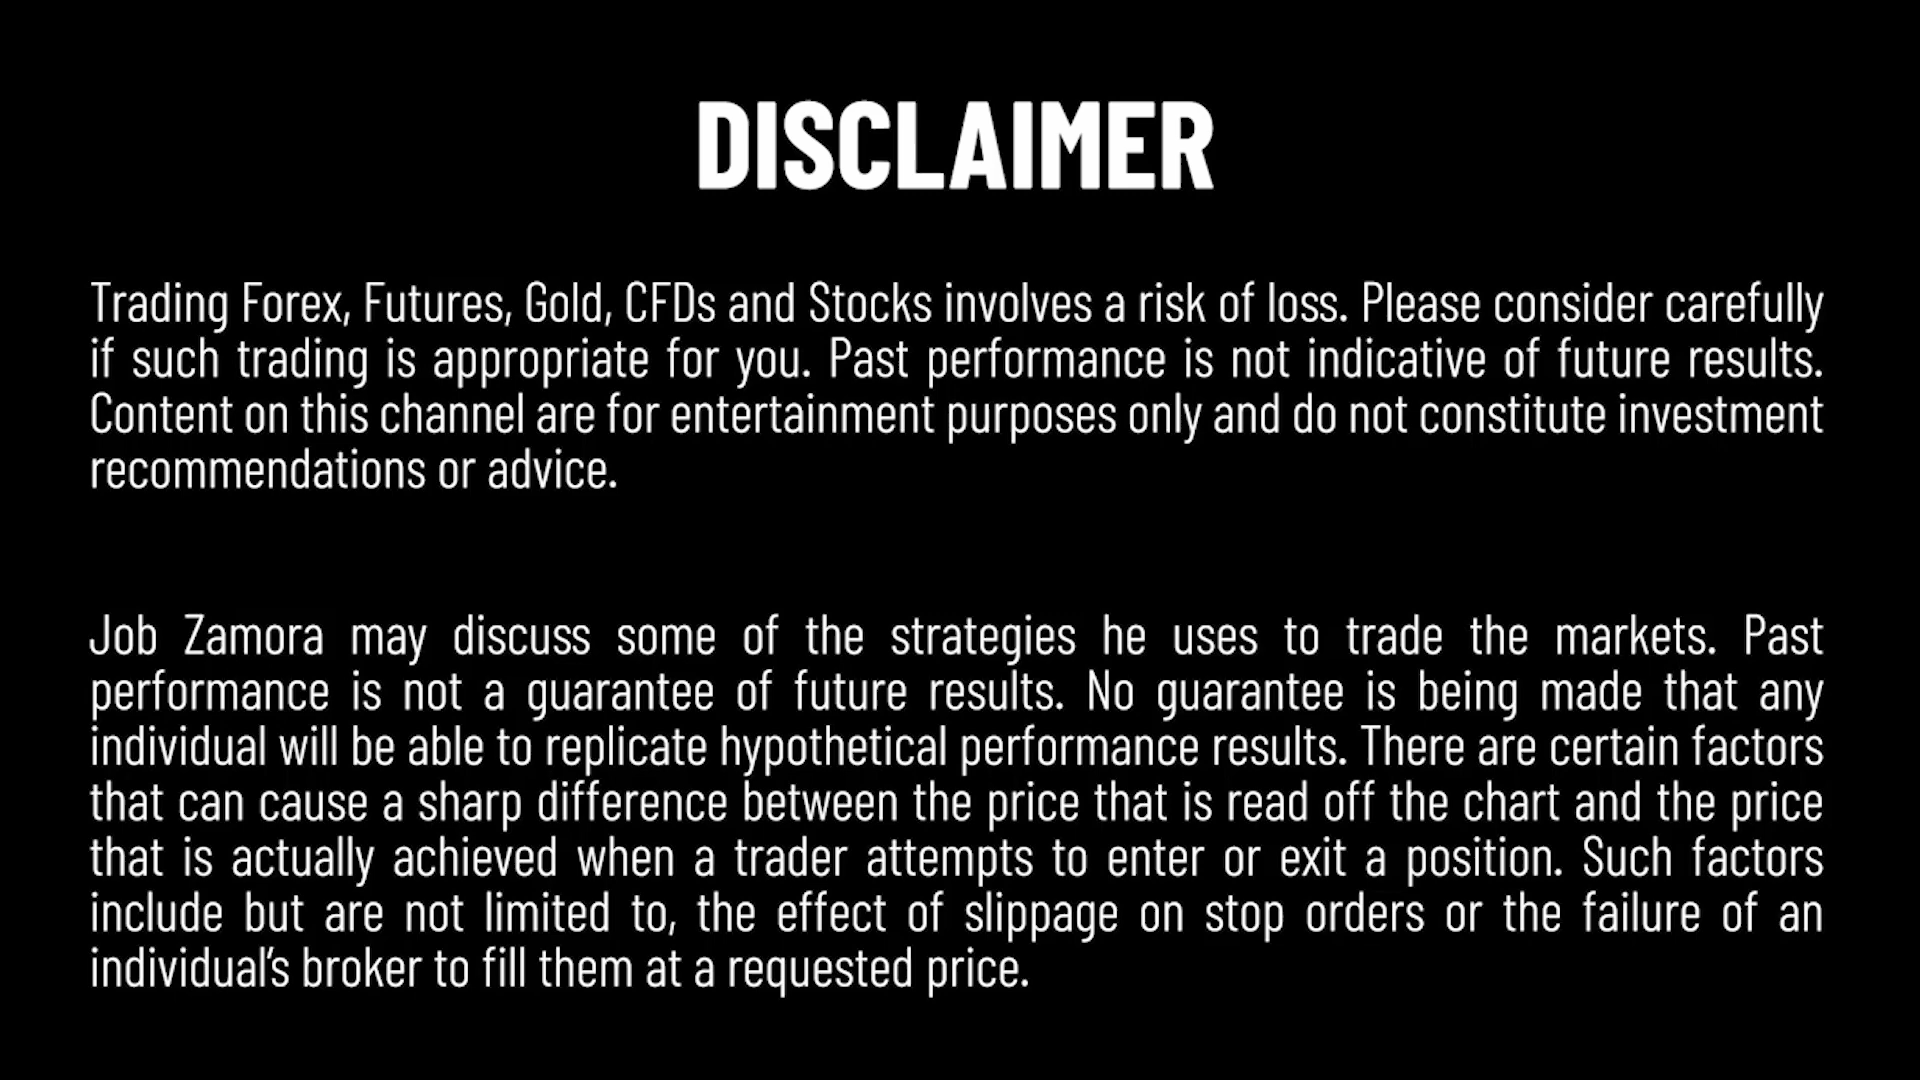 DISCLAIMER
Trading Forex, Futures, Gold, CFDs and Stocks involves a risk of loss. Please consider carefully
if such trading is appropriate for you. Past performance is not indicative of future results.
Content on this channel are for entertainment purposes only and do not constitute investment
recommendations or advice.
Job Zamora may discuss some of the strategies he uses to trade the markets. Past
performance is not a guarantee of future results. No guarantee is being made that any
individual will be able to replicate hypothetical performance results. There are certain factors
that can cause a sharp difference between the price that is read off the chart and the price
that is actually achieved when a trader attempts to enter or exit a position. Such factors
include but are not limited to, the effect of slippage on stop orders or the failure of an
individual’s broker to fill them at a requested price.